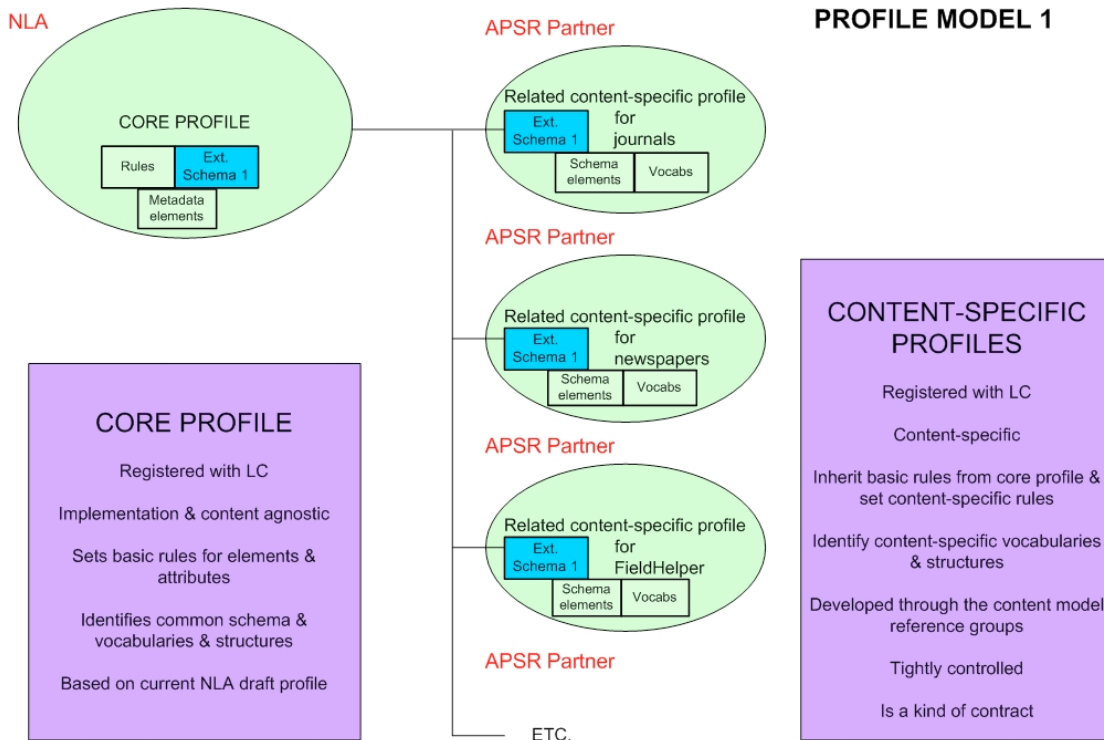 NLA
CORE PROFILE
Rules
Ext.
Schema 1
Metadata
elements
PROFILE MODEL 1
APSR Partner
Related content-specific profile
for
journals
Ext.
Schema 1
Schema
elements
Vocabs
APSR Partner
Related content-specific profile
for
newspapers
Ext.
Schema 1
Schema
elements
Vocabs
APSR Partner
Related content-specific profile
for
FieldHelper
Ext.
Schema 1
Schema
elements
Vocabs
APSR Partner
ETC.
CORE PROFILE
Registered with LC
Implementation & content agnostic
Sets basic rules for elements &
attributes
Identifies common schema &
vocabularies & structures
Based on current NLA draft profile
CONTENT-SPECIFIC
PROFILES
Registered with LC
Content-specific
Inherit basic rules from core profile &
set content-specific rules
Identify content-specific vocabularies
& structures
Developed through the content model
reference groups
Tightly controlled
Is a kind of contract